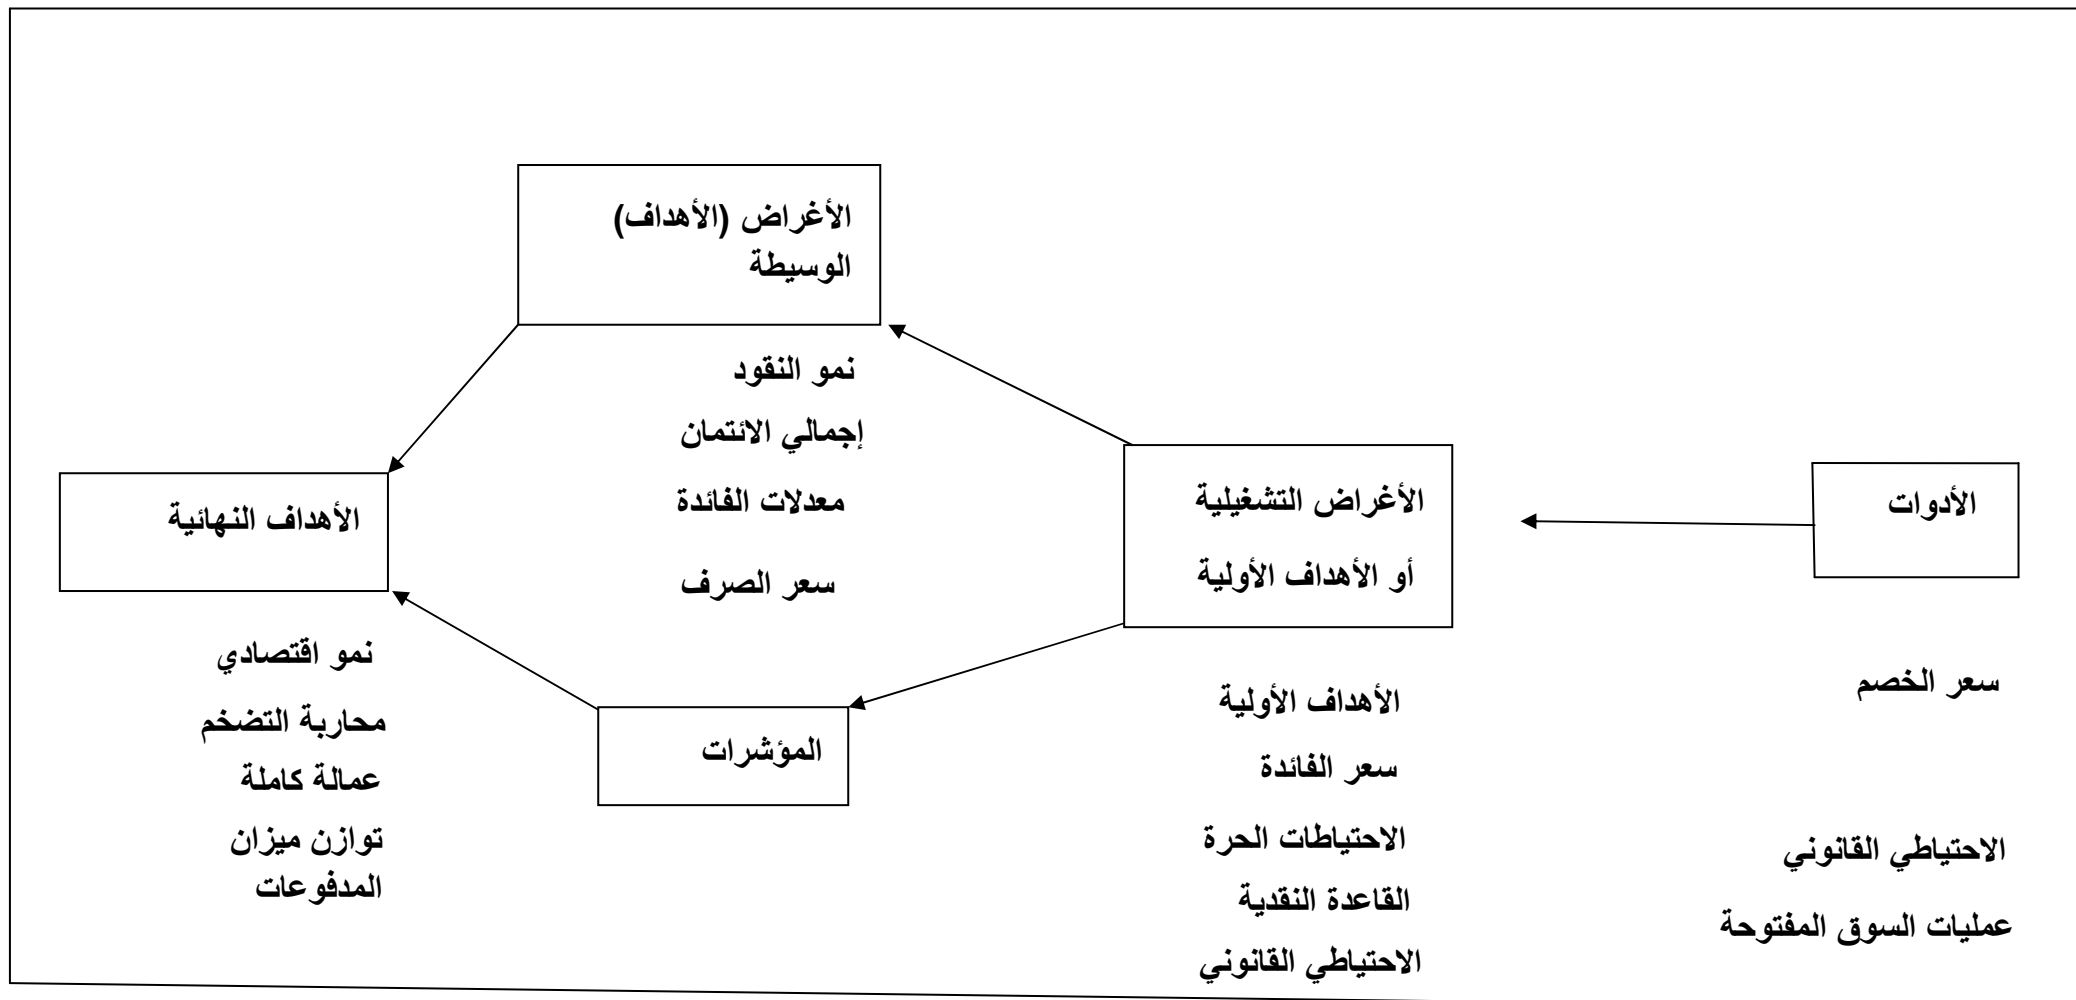 الأدوات
سعر الخصم
الاحتياطي القانوني
عمليات السوق المفتوحة
الأغراض التشغيلية
أو الأهداف الأولية
الأهداف الأولية
سعر الفائدة
الاحتياطات الحرة
القاعدة النقدية
الاحتياطي القانوني
الأغراض (الأهداف)
الوسيطة
نمو النقود
إجمالي الائتمان
معدلات الفائدة
سعر الصرف
المؤشرات
الأهداف النهائية
نمو اقتصادي
محاربة التضخم
عمالة كاملة
توازن ميزان
المدفوعات